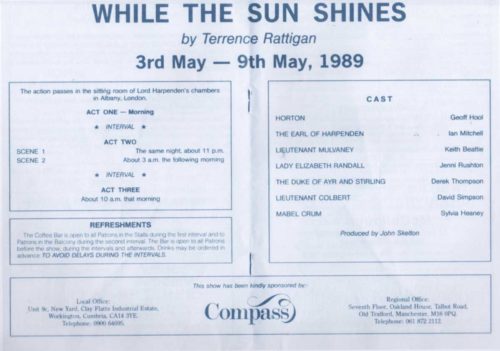 WHILE THE SUN SHINES
by Terrence Rattigan
3rd May — 9th May, 1989
The action passes in the sitting room of Lord Harpenden's chambers
in Albany, London.
ACT ONE — Morning
★ INTERVAL ★
ACT TWO
SCENE 1 The same night, about 11 p.m.
SCENE 2 About 3 a.m. the following morning
★ INTERVAL ★
ACT THREE
About 10 a.m. that morning
REFRESHMENTS
The Coffee Bar is open to all Patrons in the Stalls during the first interval and to
Patrons in the Balcony during the second interval. The Bar is open to all Patrons
before the show, during the intervals and afterwards. Drinks may be ordered in
advance TO AVOID DELAYS DURING THE INTERVALS.
CAST
HORTON Geoff Hool
THE EARL OF HARPENDEN Ian Mitchell
LIEUTENANT MULVANEY Keith Beattie
LADY ELIZABETH RANDALL Jenni Rushton
THE DUKE OF AYR AND STIRLING Derek Thompson
LIEUTENANT COLBERT David Simpson
MABEL CRUM Sylvia Heaney
Produced by John Skelton
This show has been kindly sponsored by:
Local Office:
Unit 9c, New Yard, Clay Flatts Industrial Estate,
Workington, Cumbria, CA14 3YE.
Telephone: 0900 64695.
Compass
Regional Office:
Seventh Floor, Oakland House, Talbot Road,
Old Trafford, Manchester, M16 0PQ.
Telephone: 061 872 2112.